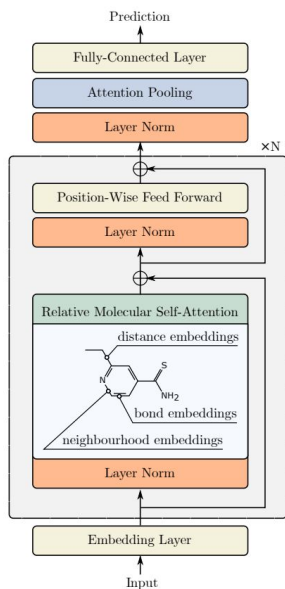 Prediction
Fully-Connected Layer
Attention Pooling
Layer Norm
×N
Position-Wise Feed Forward
Layer Norm
Relative Molecular Self-Attention
distance embeddings
S
N
NH2
bond embeddings
neighbourhood embeddings
Layer Norm
Embedding Layer
Input